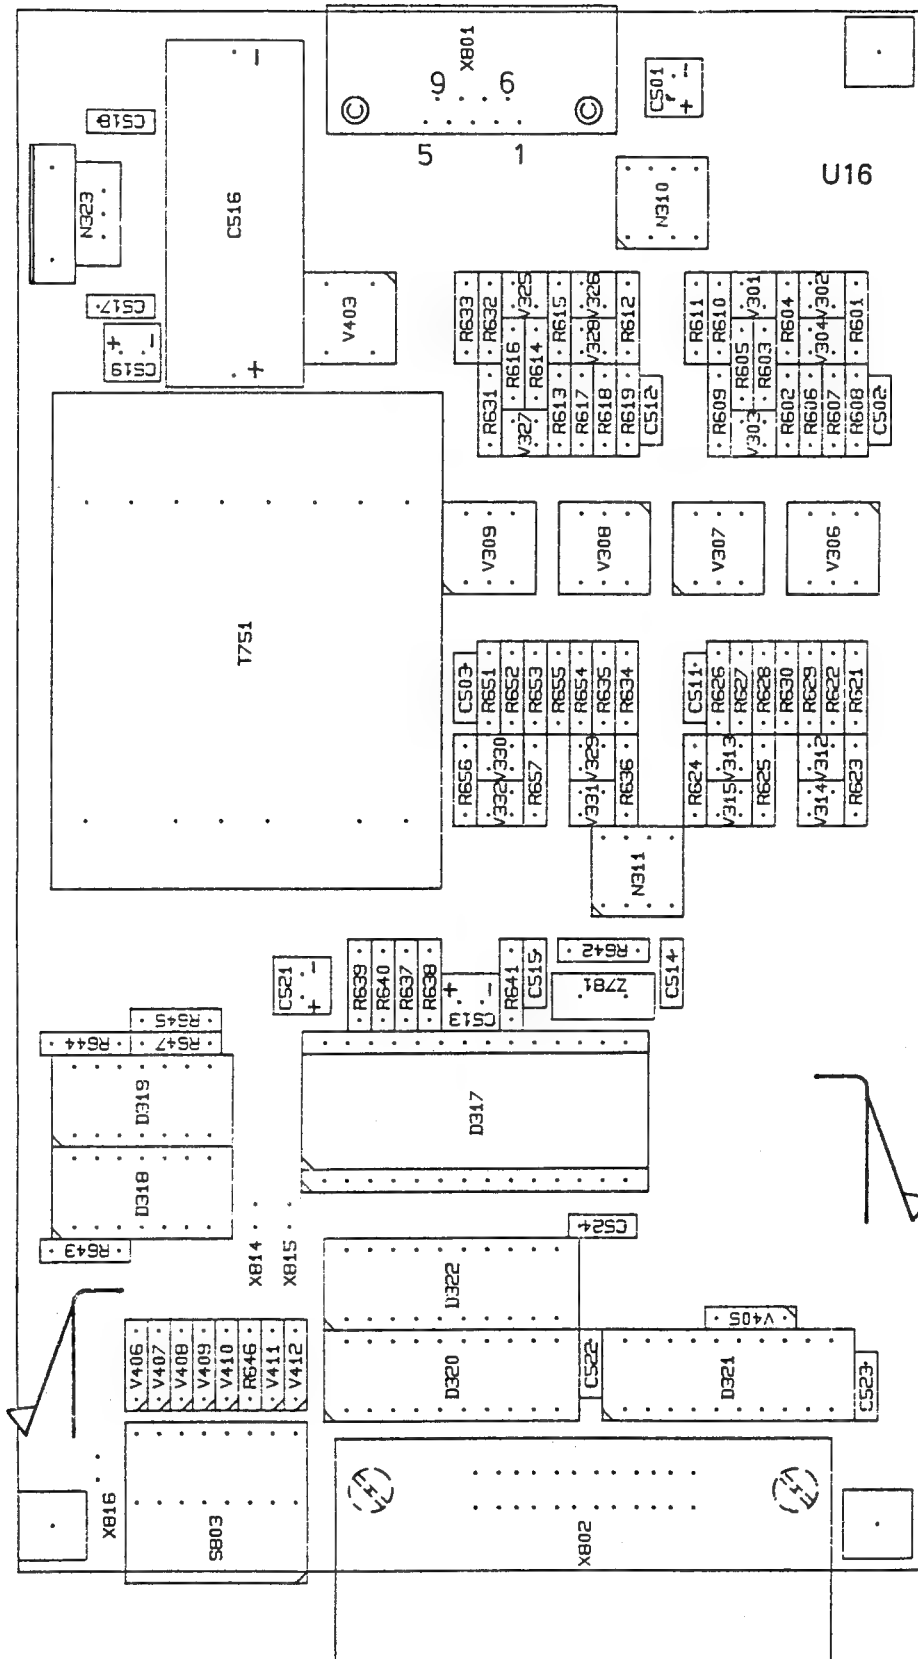 X801
9 6
5 1
C501
+ -
U16
C518
N323
C516
-
+
C517
C519
+ -
V403
N310
R633
R632
V325
R615
V326
R612
R616
R614
V328
R631
V327
R613
R617
R618
R619
C512
R611
R610
V301
R604
V302
R601
R605
R603
V304
R609
V303
R602
R606
R607
R608
C502
T751
V309
V308
V307
V306
C503
R651
R652
R653
R655
R654
R635
R634
C511
R626
R627
R628
R630
R629
R622
R621
R656
V330
V332
R657
V329
V331
R636
R624
V313
V315
R625
V312
V314
R623
N311
C521
+ -
R639
R640
R637
R638
C513
+ -
R641
C515
R642
Z781
C514
R645
R644
R647
D319
D317
D318
R643
X814
X815
C524
D322
V405
V406
V407
V408
V409
V410
R646
V411
V412
D320
C522
D321
C523
X816
S803
X802